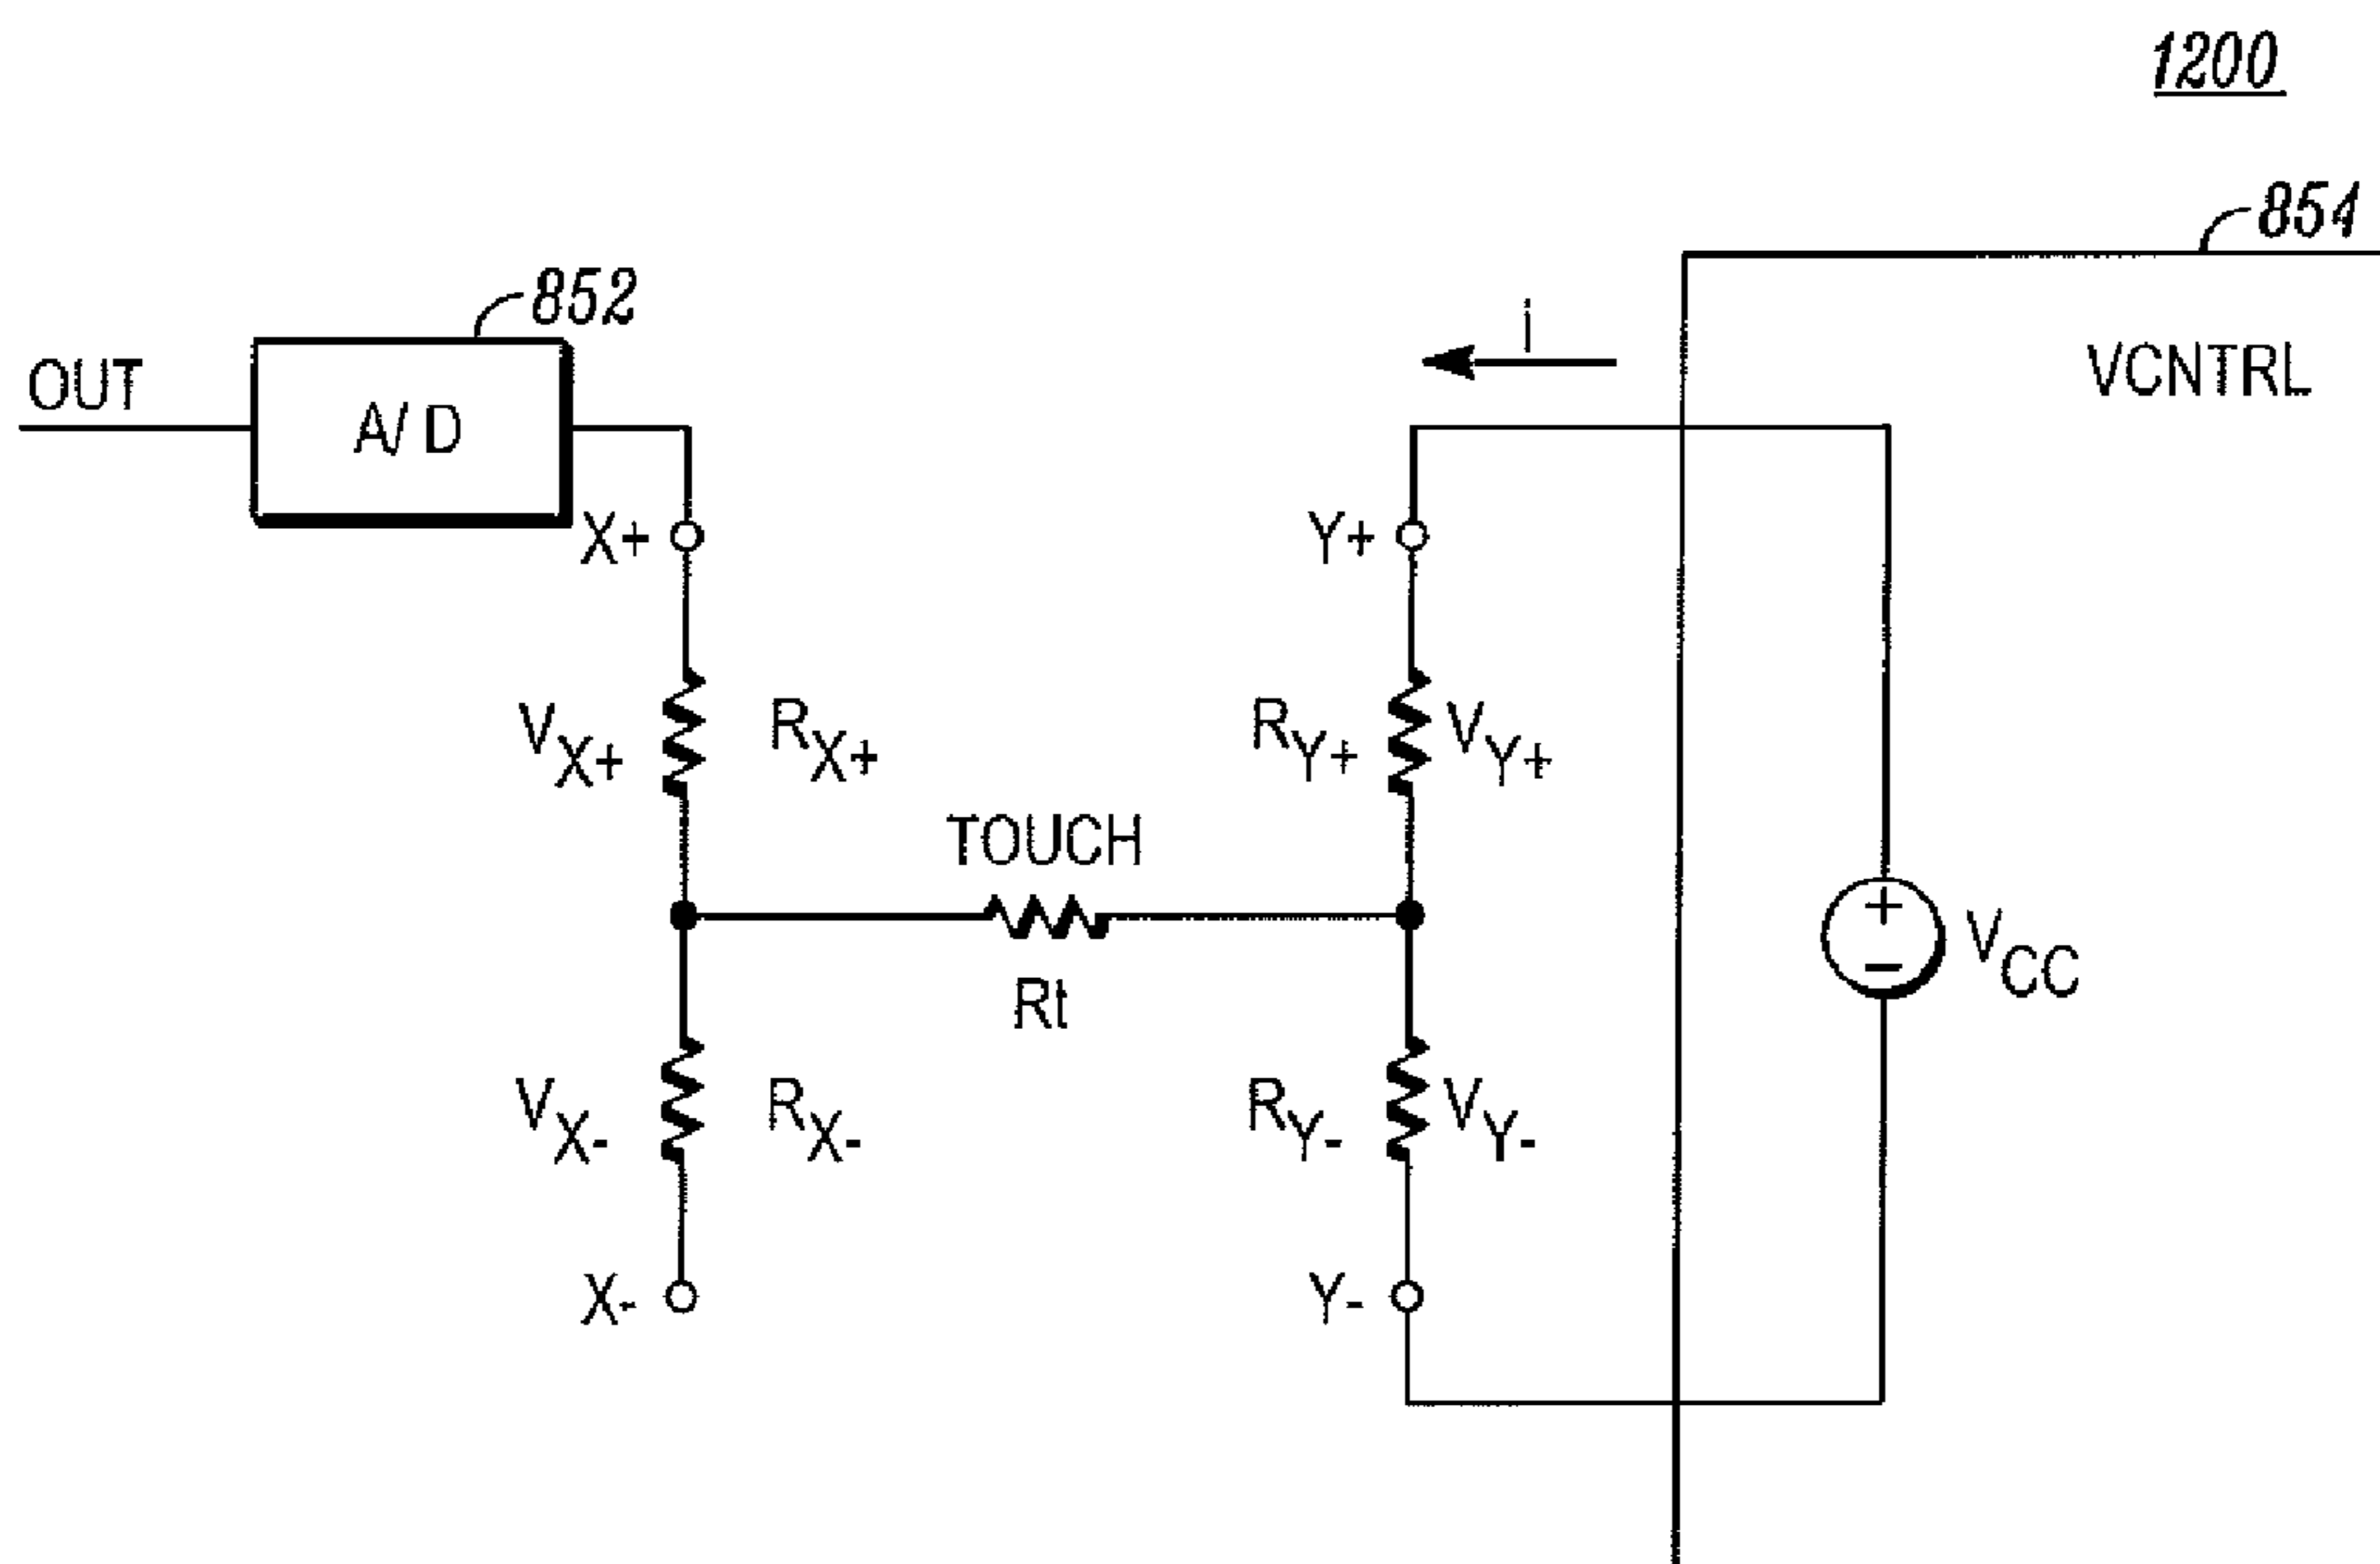 1200
854
852
i
OUT
VCNTRL
A/D
X+
Y+
VX+
RX+
RY+
VY+
TOUCH
+
-
VCC
Rt
VX-
RX-
RY-
VY-
X-
Y-